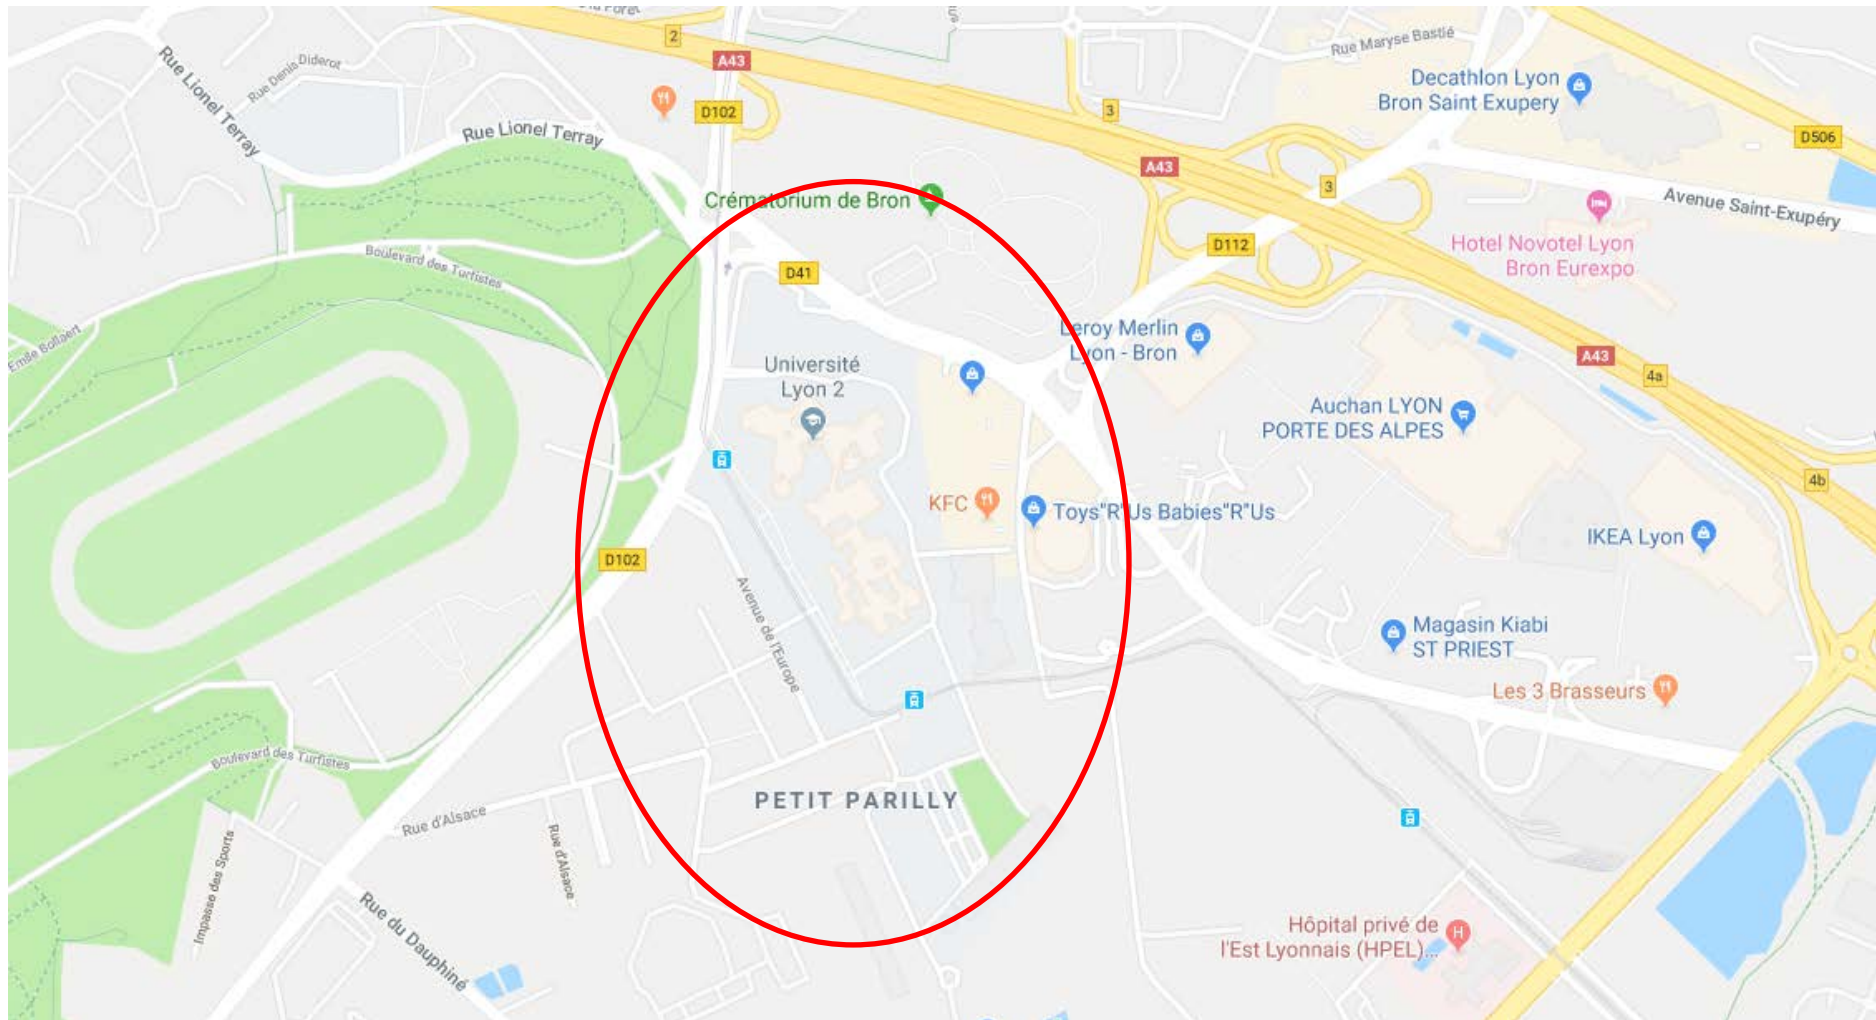 2
A43
Rue Maryse Bastié
Rue Denis Diderot
Rue Lionel Terray
Decathlon Lyon
Bron Saint Exupery
D102
3
Rue Lionel Terray
D506
A43
3
Crématorium de Bron
Avenue Saint-Exupéry
D112
Hotel Novotel Lyon
Bron Eurexpo
Boulevard des Turfistes
D41
Emile Bollaert
Leroy Merlin
Lyon - Bron
A43
4a
Université
Lyon 2
Auchan LYON
PORTE DES ALPES
4b
KFC
Toys"R"Us Babies"R"Us
IKEA Lyon
D102
Avenue de l'Europe
Magasin Kiabi
ST PRIEST
Les 3 Brasseurs
Boulevard des Turfistes
PETIT PARILLY
Rue d'Alsace
Rue d'Alsace
Impasse des Sports
Rue du Dauphiné
Hôpital privé de
l'Est Lyonnais (HPEL)...
H